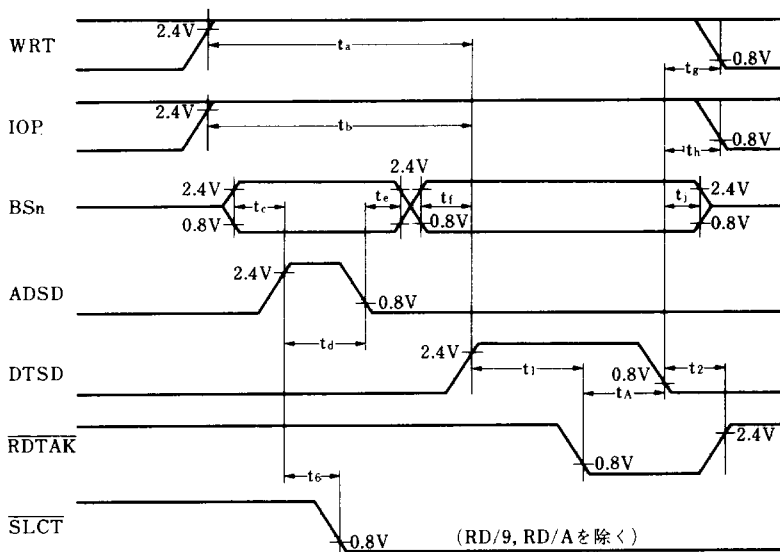 WRT
2.4V
ta
tg
0.8V
IOP
2.4V
tb
th
0.8V
BSn
2.4V
0.8V
tc
te
2.4V
0.8V
tf
tj
2.4V
0.8V
ADSD
2.4V
td
0.8V
DTSD
2.4V
t1
0.8V
tA
t2
RDTAK
0.8V
2.4V
SLCT
t6
0.8V
(RD/9, RD/Aを除く)